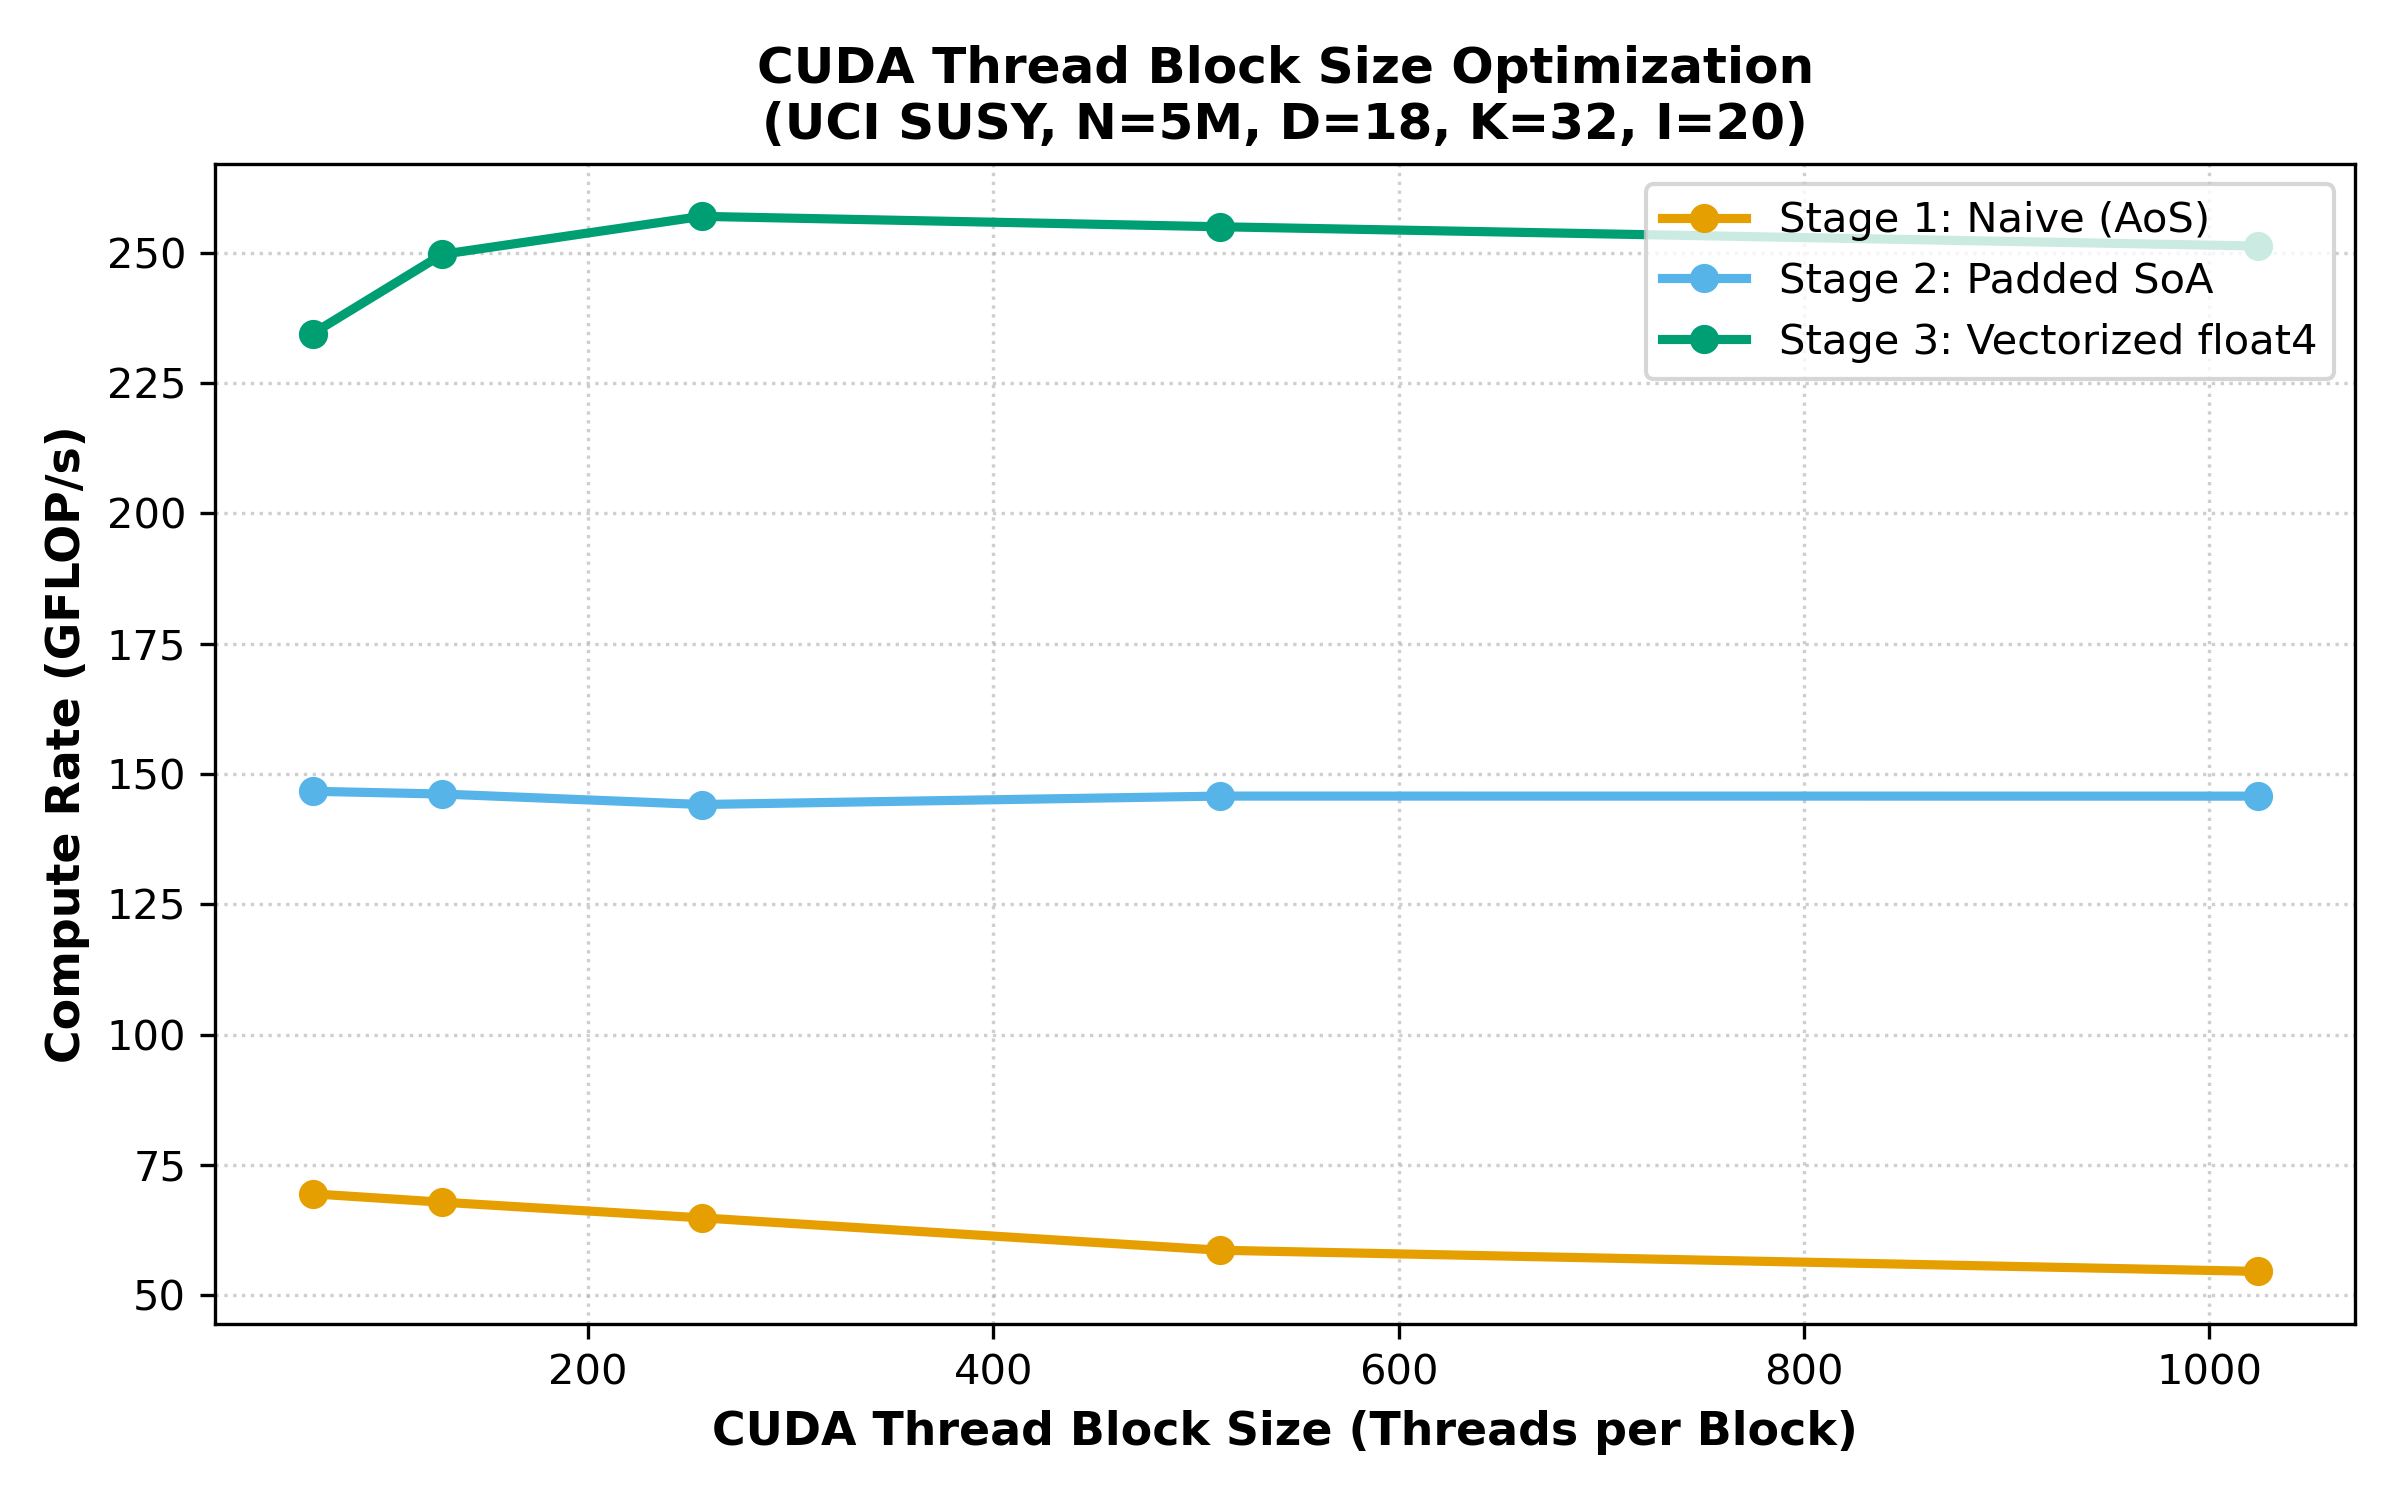 CUDA Thread Block Size Optimization
(UCI SUSY, N=5M, D=18, K=32, I=20)
Compute Rate (GFLOP/s)
250
225
200
175
150
125
100
75
50
Stage 1: Naive (AoS)
Stage 2: Padded SoA
Stage 3: Vectorized float4
200 400 600 800 1000
CUDA Thread Block Size (Threads per Block)